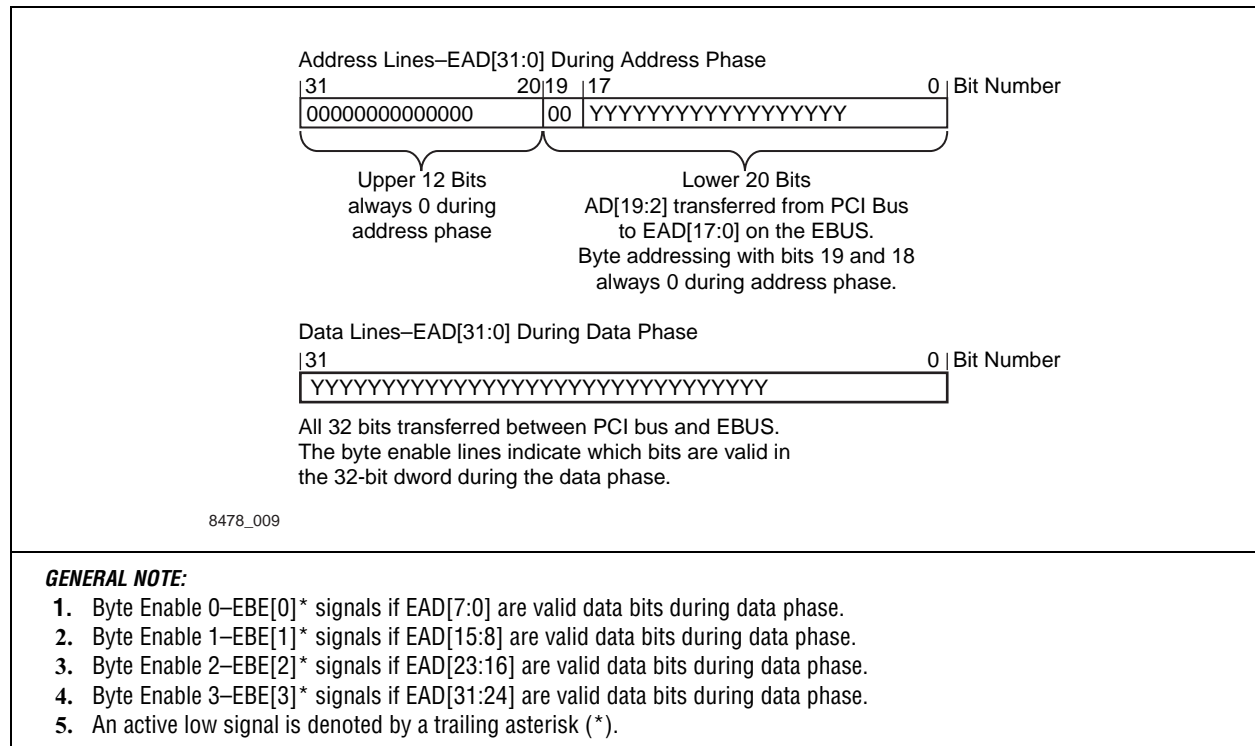 Address Lines–EAD[31:0] During Address Phase
31 20 19 17 0 Bit Number
00000000000000 00 YYYYYYYYYYYYYYYYYY
Upper 12 Bits
always 0 during
address phase
Lower 20 Bits
AD[19:2] transferred from PCI Bus
to EAD[17:0] on the EBUS.
Byte addressing with bits 19 and 18
always 0 during address phase.
Data Lines–EAD[31:0] During Data Phase
31 0 Bit Number
YYYYYYYYYYYYYYYYYYYYYYYYYYYYYYYY
All 32 bits transferred between PCI bus and EBUS.
The byte enable lines indicate which bits are valid in
the 32-bit dword during the data phase.
8478_009
GENERAL NOTE:
1. Byte Enable 0–EBE[0]* signals if EAD[7:0] are valid data bits during data phase.
2. Byte Enable 1–EBE[1]* signals if EAD[15:8] are valid data bits during data phase.
3. Byte Enable 2–EBE[2]* signals if EAD[23:16] are valid data bits during data phase.
4. Byte Enable 3–EBE[3]* signals if EAD[31:24] are valid data bits during data phase.
5. An active low signal is denoted by a trailing asterisk (*).